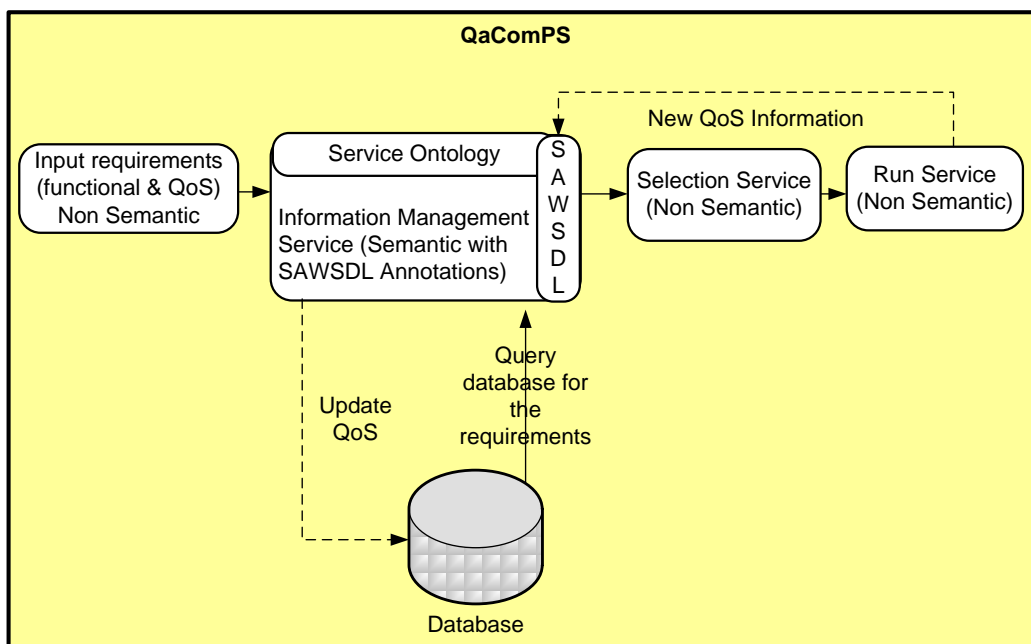 QaComPS
New QoS Information
Input requirements
(functional & QoS)
Non Semantic
Service Ontology
Information Management
Service (Semantic with
SAWSDL Annotations)
S
A
W
S
D
L
Selection Service
(Non Semantic)
Run Service
(Non Semantic)
Update
QoS
Query
database for
the
requirements
Database